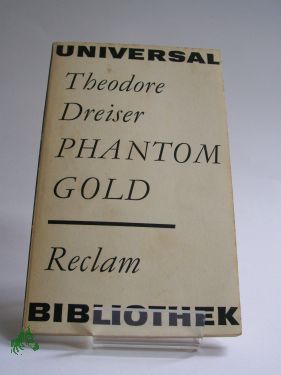 UNIVERSAL
Theodore
Dreiser
PHANTOM
GOLD
Reclam
BIBLIOTHEK